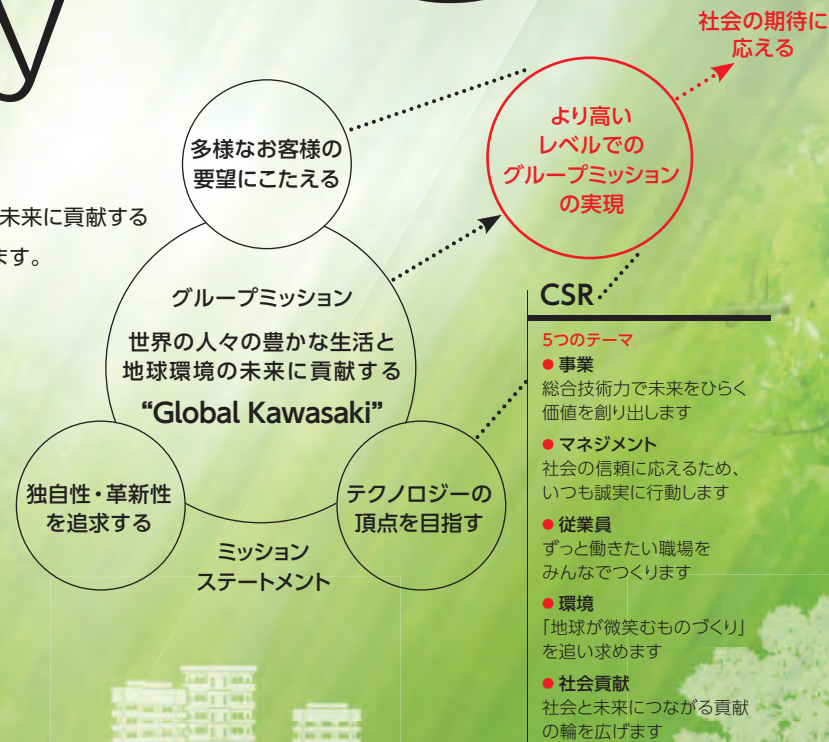 y
社会の期待に
応える
より高い
レベルでの
グループミッション
の実現
多様なお客様の
要望にこたえる
未来に貢献する
ます。
グループミッション
世界の人々の豊かな生活と
地球環境の未来に貢献する
“Global Kawasaki”
独自性・革新性
を追求する
テクノロジーの
頂点を目指す
ミッション
ステートメント
CSR
5つのテーマ
● 事業
総合技術力で未来をひらく
価値を創り出します
● マネジメント
社会の信頼に応えるため、
いつも誠実に行動します
● 従業員
ずっと働きたい職場を
みんなでつくります
● 環境
「地球が微笑むものづくり」
を追い求めます
● 社会貢献
社会と未来につながる貢献
の輪を広げます